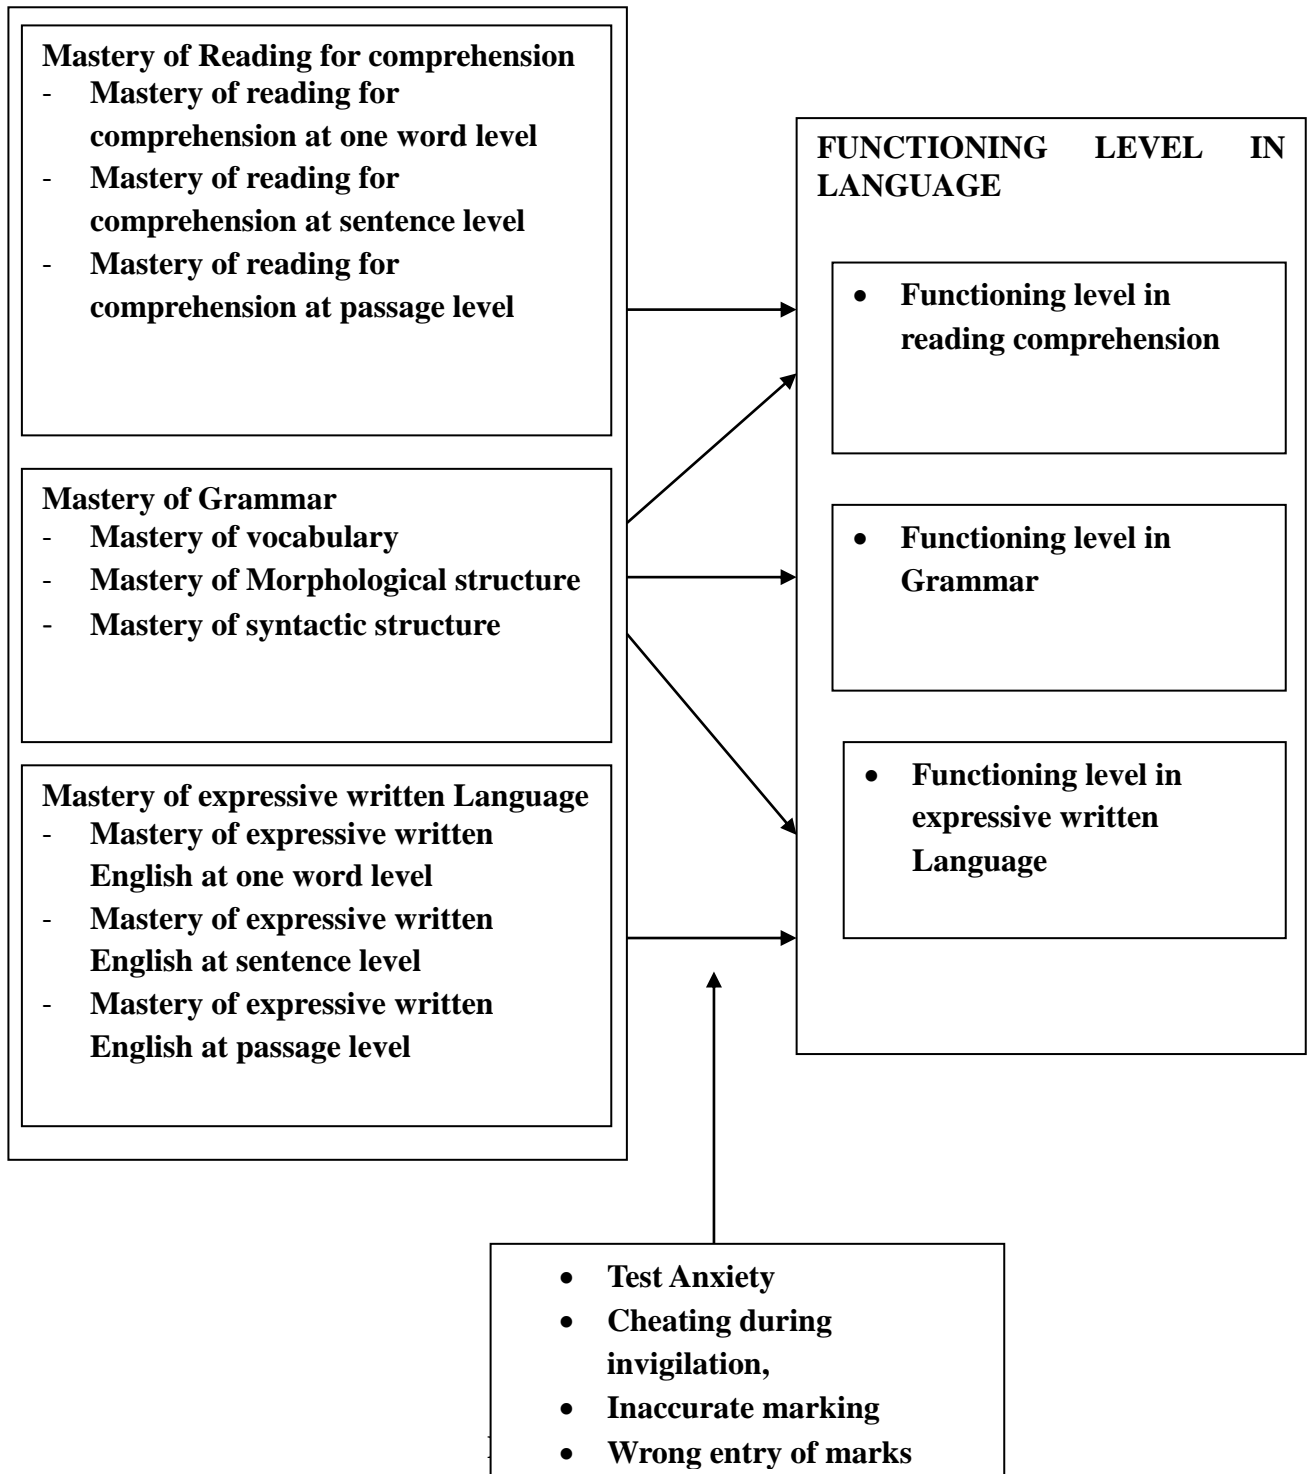 Mastery of Reading for comprehension
- Mastery of reading for
comprehension at one word level
- Mastery of reading for
comprehension at sentence level
- Mastery of reading for
comprehension at passage level
Mastery of Grammar
- Mastery of vocabulary
- Mastery of Morphological structure
- Mastery of syntactic structure
Mastery of expressive written Language
- Mastery of expressive written
English at one word level
- Mastery of expressive written
English at sentence level
- Mastery of expressive written
English at passage level
FUNCTIONING LEVEL IN
LANGUAGE
• Functioning level in
reading comprehension
• Functioning level in
Grammar
• Functioning level in
expressive written
Language
• Test Anxiety
• Cheating during
invigilation,
• Inaccurate marking
• Wrong entry of marks